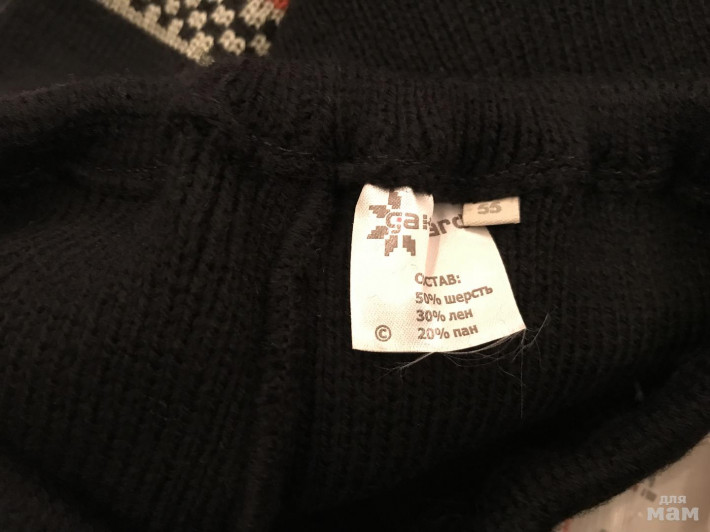 55
СОСТАВ:
50% шерсть
30% лен
20% пан
©
для
мам